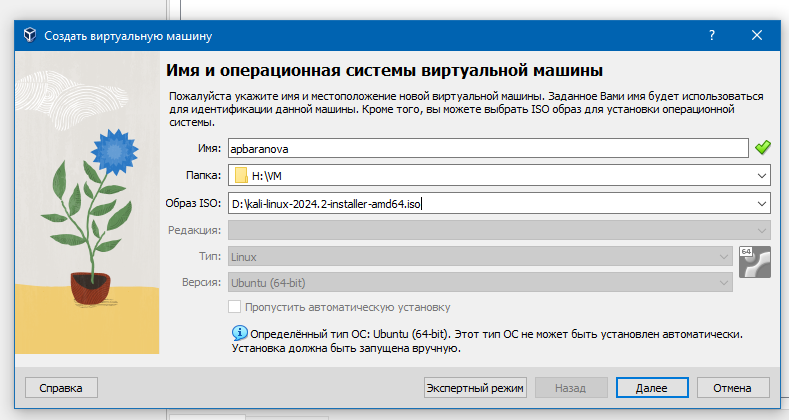 Создать виртуальную машину
?
Имя и операционная системы виртуальной машины
Пожалуйста укажите имя и местоположение новой виртуальной машины. Заданное Вами имя будет использоваться
для идентификации данной машины. Кроме того, вы можете выбрать ISO образ для установки операционной
системы.
Имя: apbaranova
Папка: H:\VM
Образ ISO: D:\kali-linux-2024.2-installer-amd64.iso
Редакция:
Тип: Linux
64
Версия: Ubuntu (64-bit)
Пропустить автоматическую установку
Определённый тип ОС: Ubuntu (64-bit). Этот тип ОС не может быть установлен автоматически.
Установка должна быть запущена вручную.
Справка Экспертный режим Назад Далее Отмена